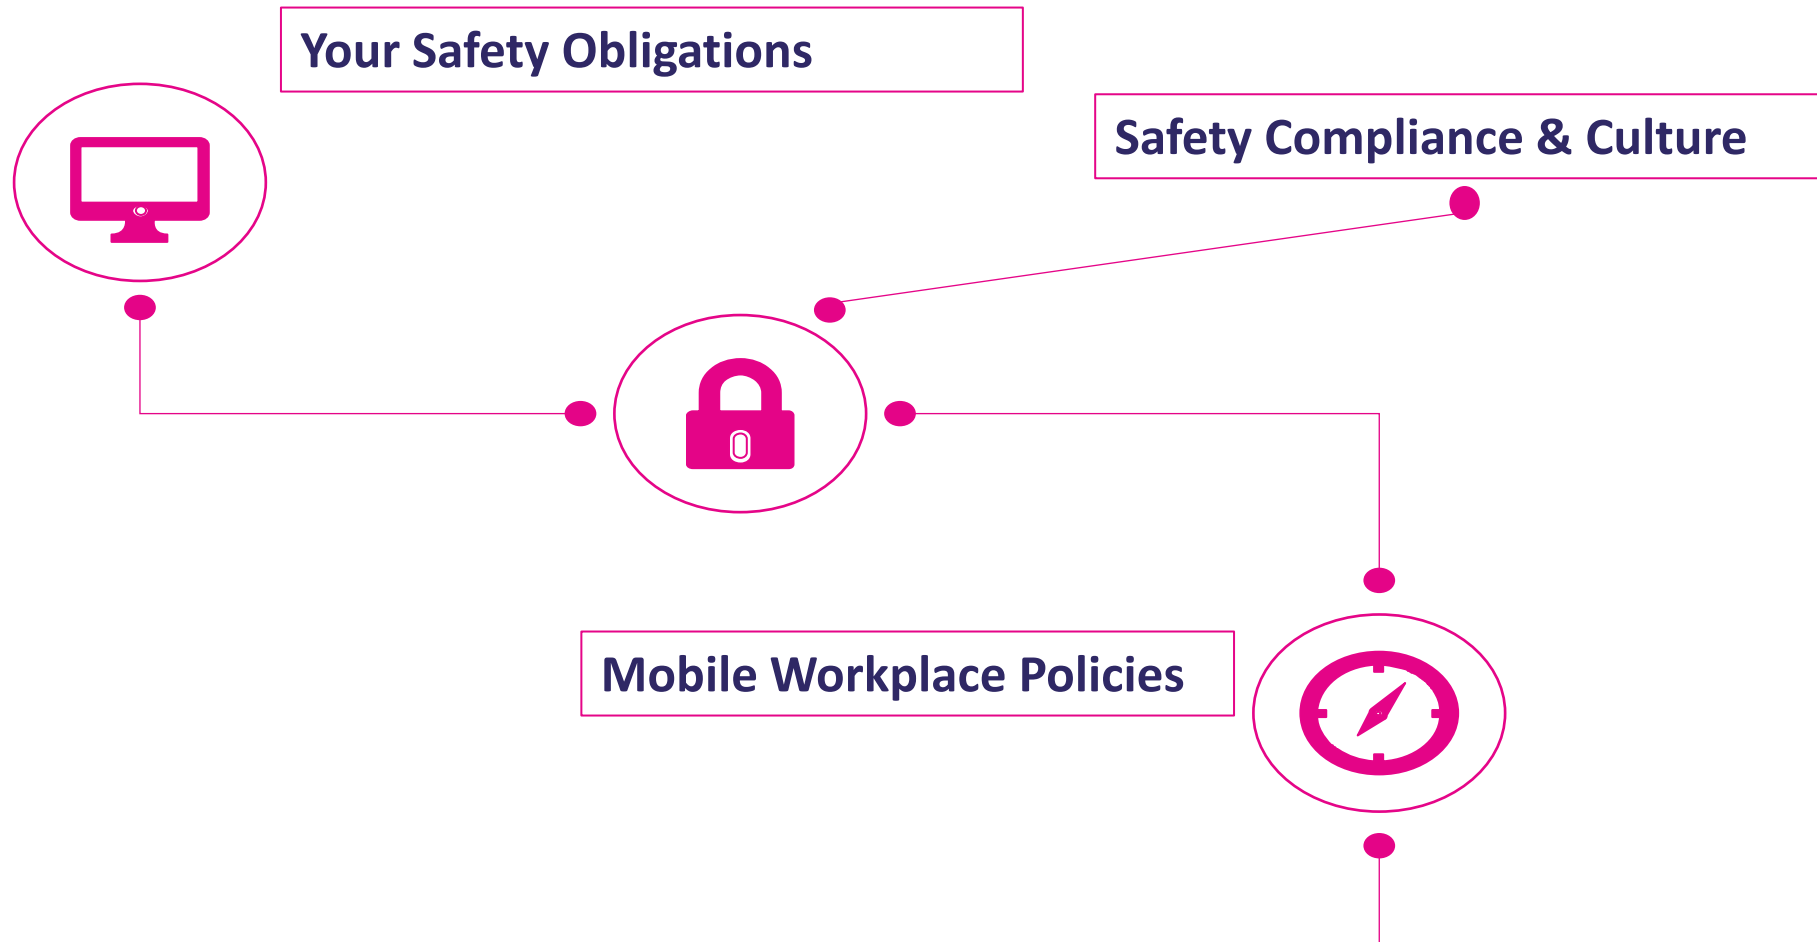 Your Safety Obligations
Safety Compliance & Culture
Mobile Workplace Policies